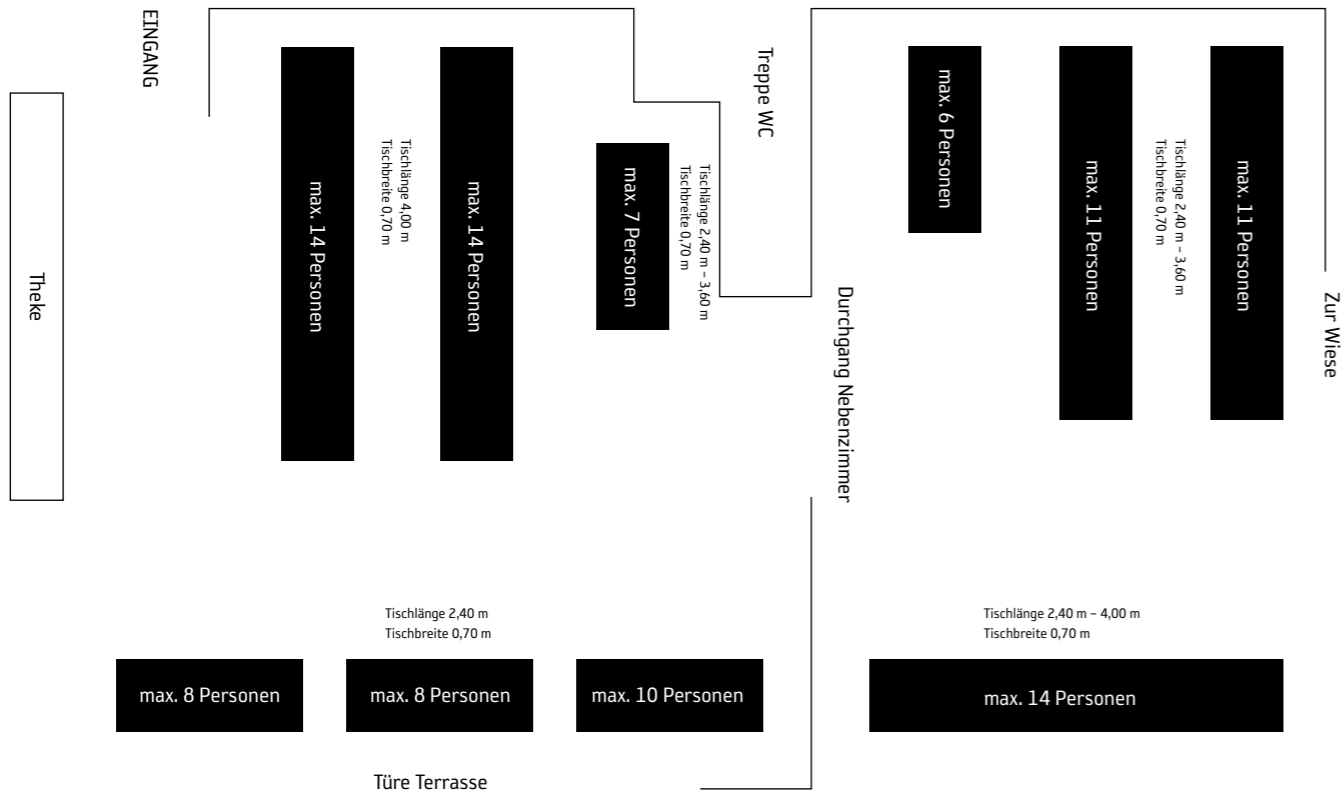 EINGANG
Theke
max. 14 Personen
Tischlänge 4,00 m
Tischbreite 0,70 m
max. 14 Personen
max. 7 Personen
Tischlänge 2,40 m – 3,60 m
Tischbreite 0,70 m
Treppe WC
Durchgang Nebenzimmer
max. 6 Personen
max. 11 Personen
Tischlänge 2,40 m – 3,60 m
Tischbreite 0,70 m
max. 11 Personen
Zur Wiese
Tischlänge 2,40 m
Tischbreite 0,70 m
max. 8 Personen
max. 8 Personen
max. 10 Personen
Tischlänge 2,40 m – 4,00 m
Tischbreite 0,70 m
max. 14 Personen
Türe Terrasse